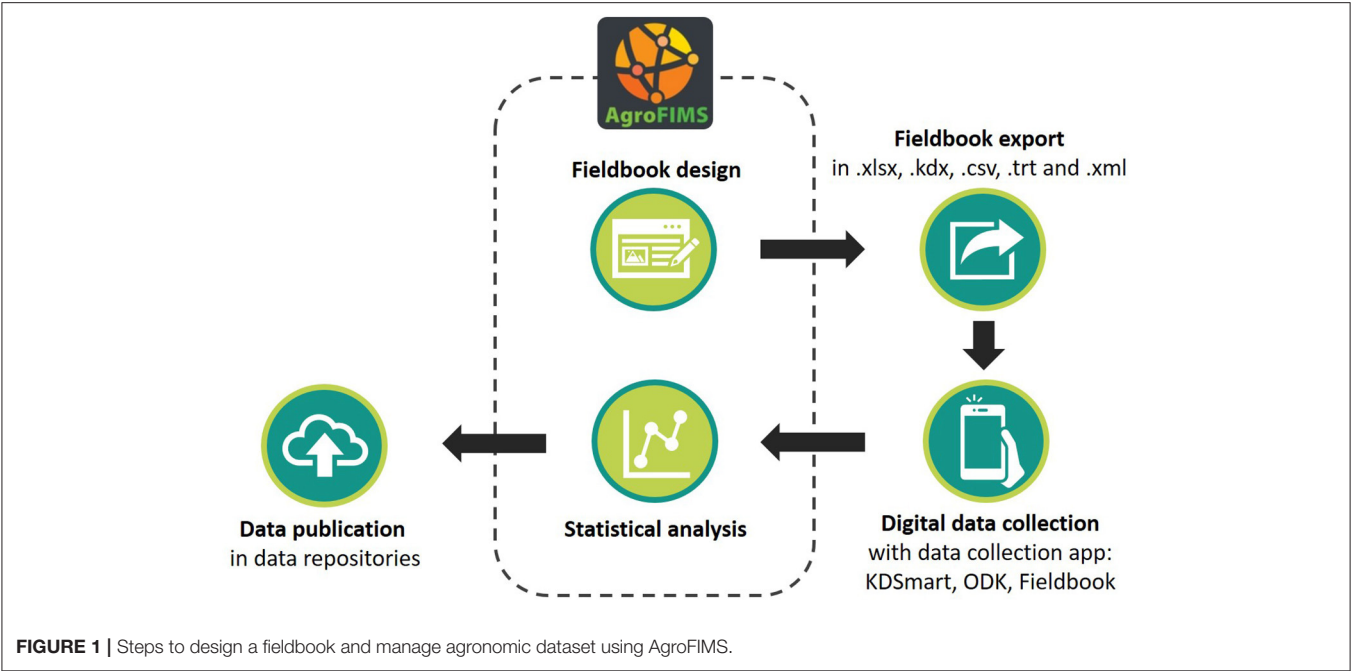 AgroFIMS
Fieldbook design
Fieldbook export
in .xlsx, .kdx, .csv, .trt and .xml
Digital data collection
with data collection app:
KDSmart, ODK, Fieldbook
Statistical analysis
Data publication
in data repositories
FIGURE 1 | Steps to design a fieldbook and manage agronomic dataset using AgroFIMS.